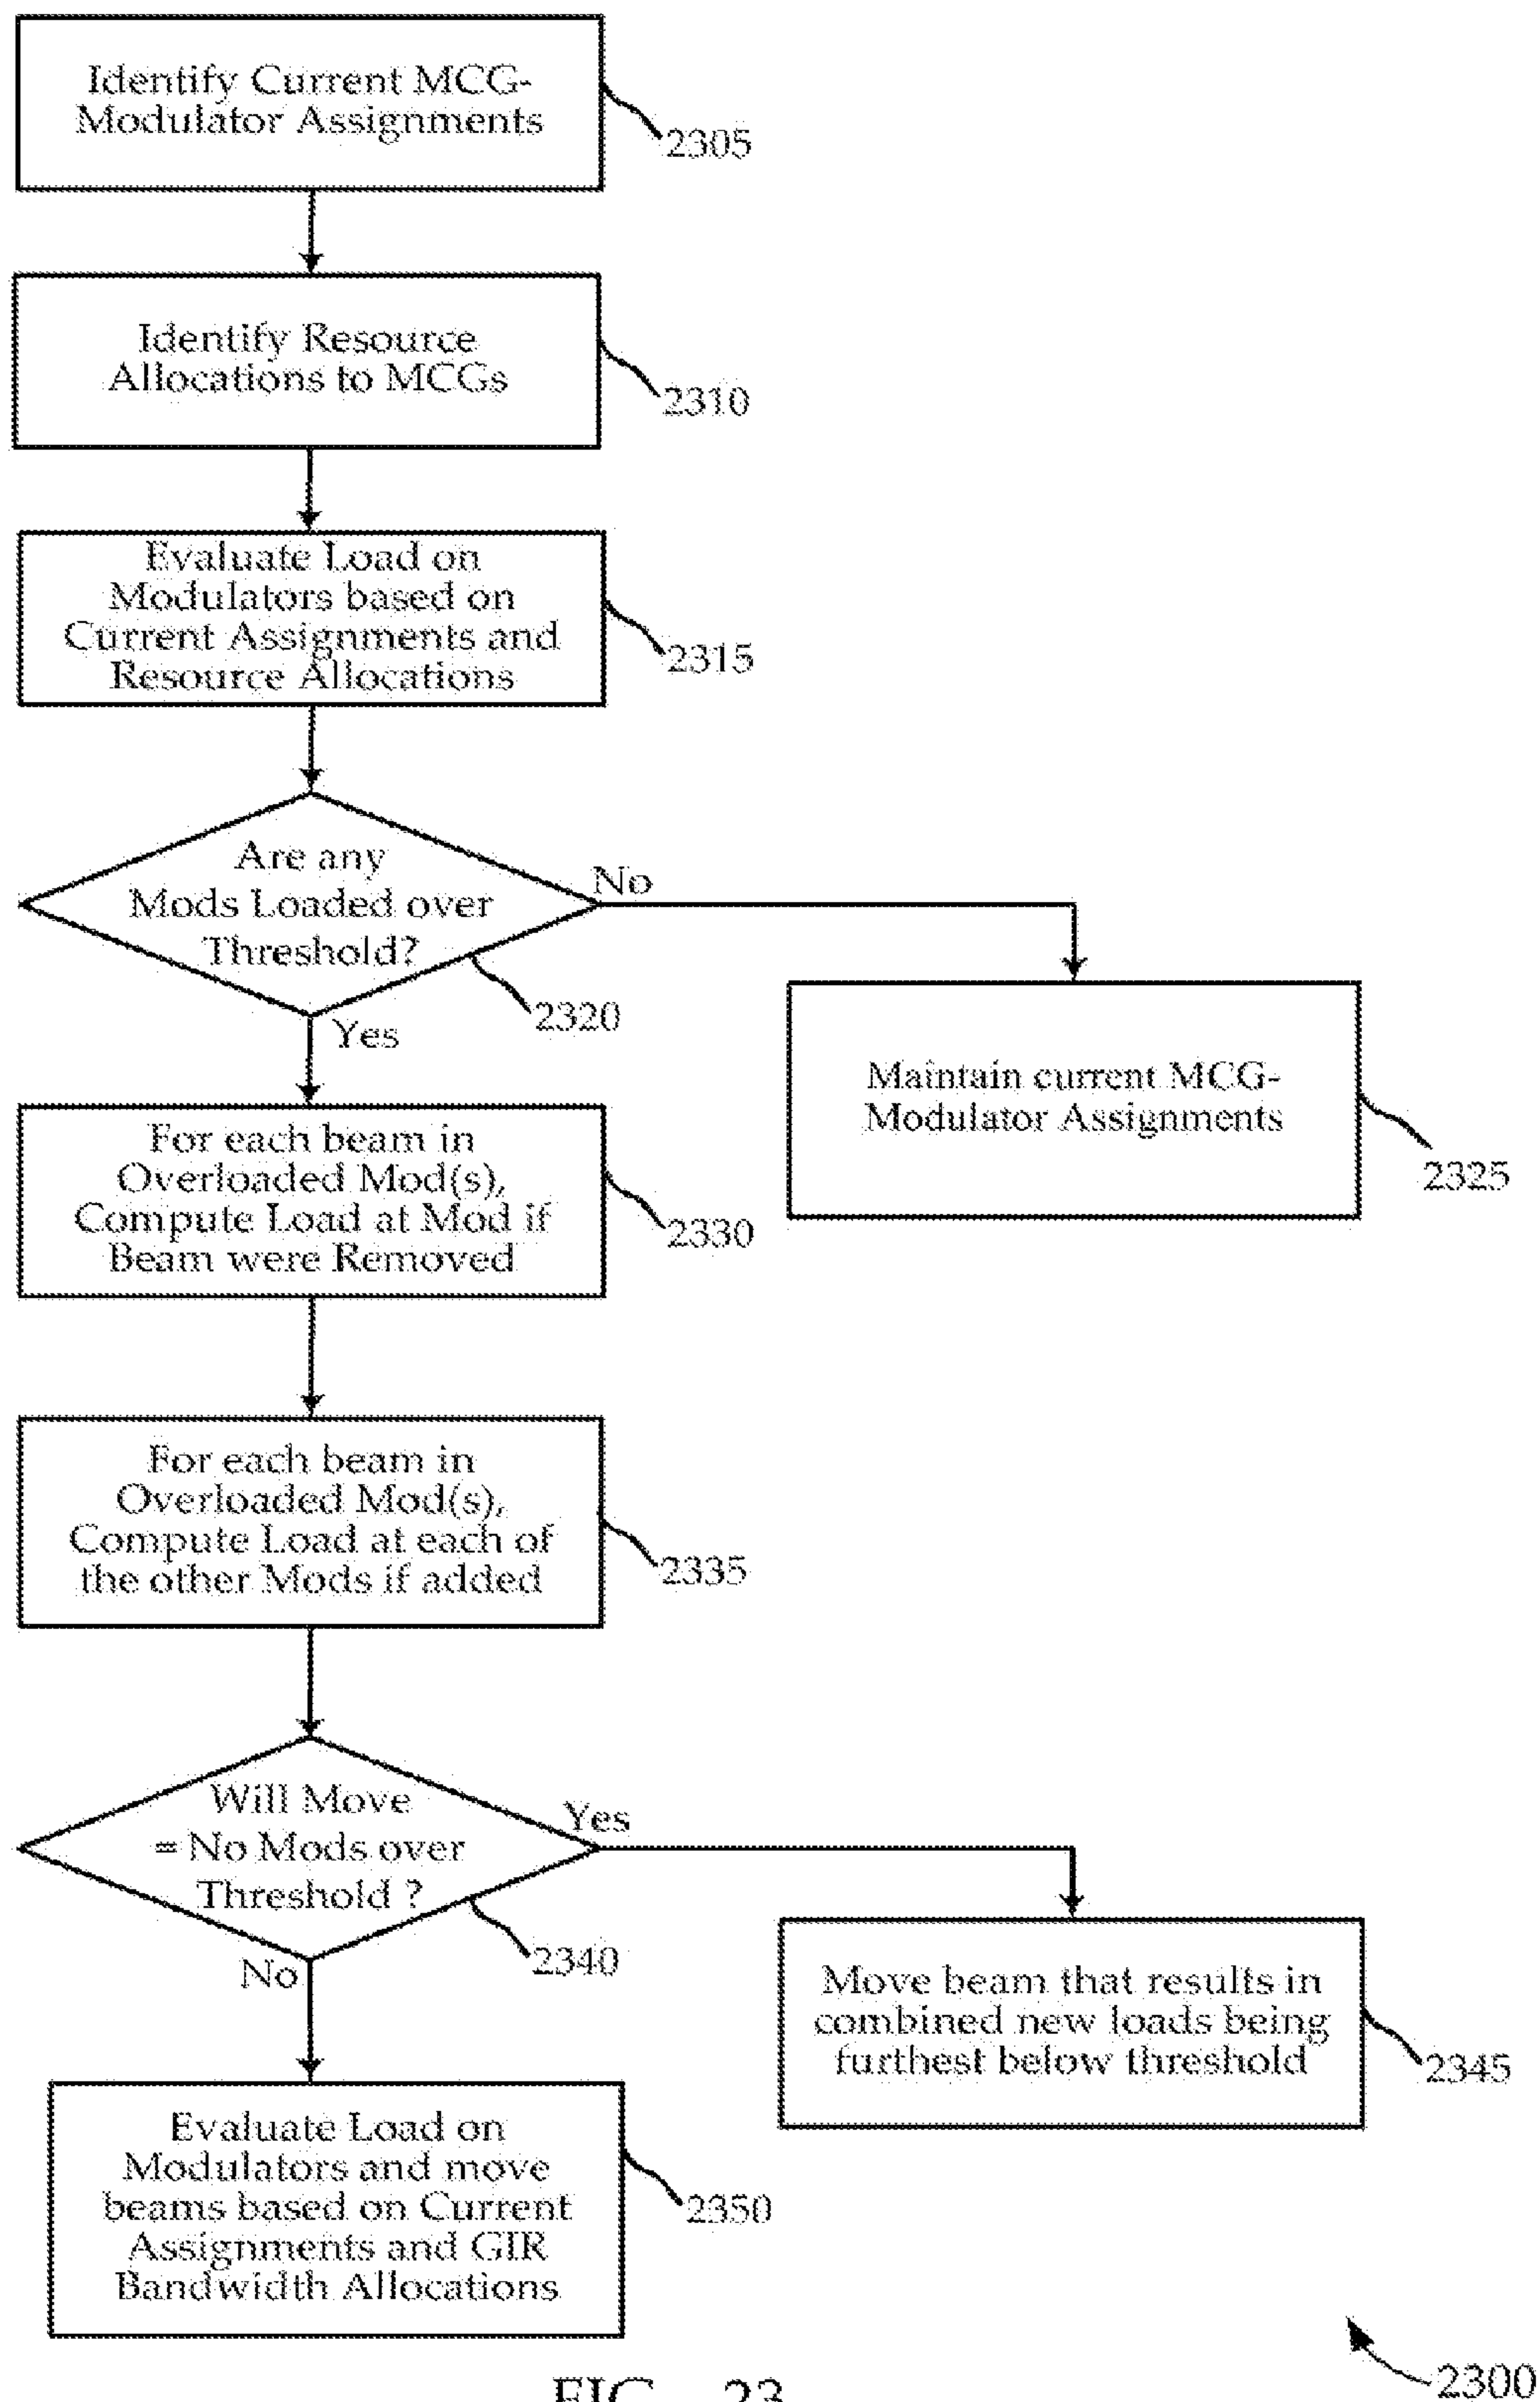 Identify Current MCG-
Modulator Assignments
2305
Identify Resource
Allocations to MCGs
2310
Evaluate Load on
Modulators based on
Current Assignments and
Resource Allocations
2315
Are any
Mods Loaded over
Threshold?
No
2320
Yes
Maintain current MCG-
Modulator Assignments
2325
For each beam in
Overloaded Mod(s),
Compute Load at Mod if
Beam were Removed
2330
For each beam in
Overloaded Mod(s),
Compute Load at each of
the other Mods if added
2335
Will Move
= No Mods over
Threshold ?
Yes
2340
No
Move beam that results in
combined new loads being
furthest below threshold
2345
Evaluate Load on
Modulators and move
beams based on Current
Assignments and GIR
Bandwidth Allocations
2350
2300
FIG. 23